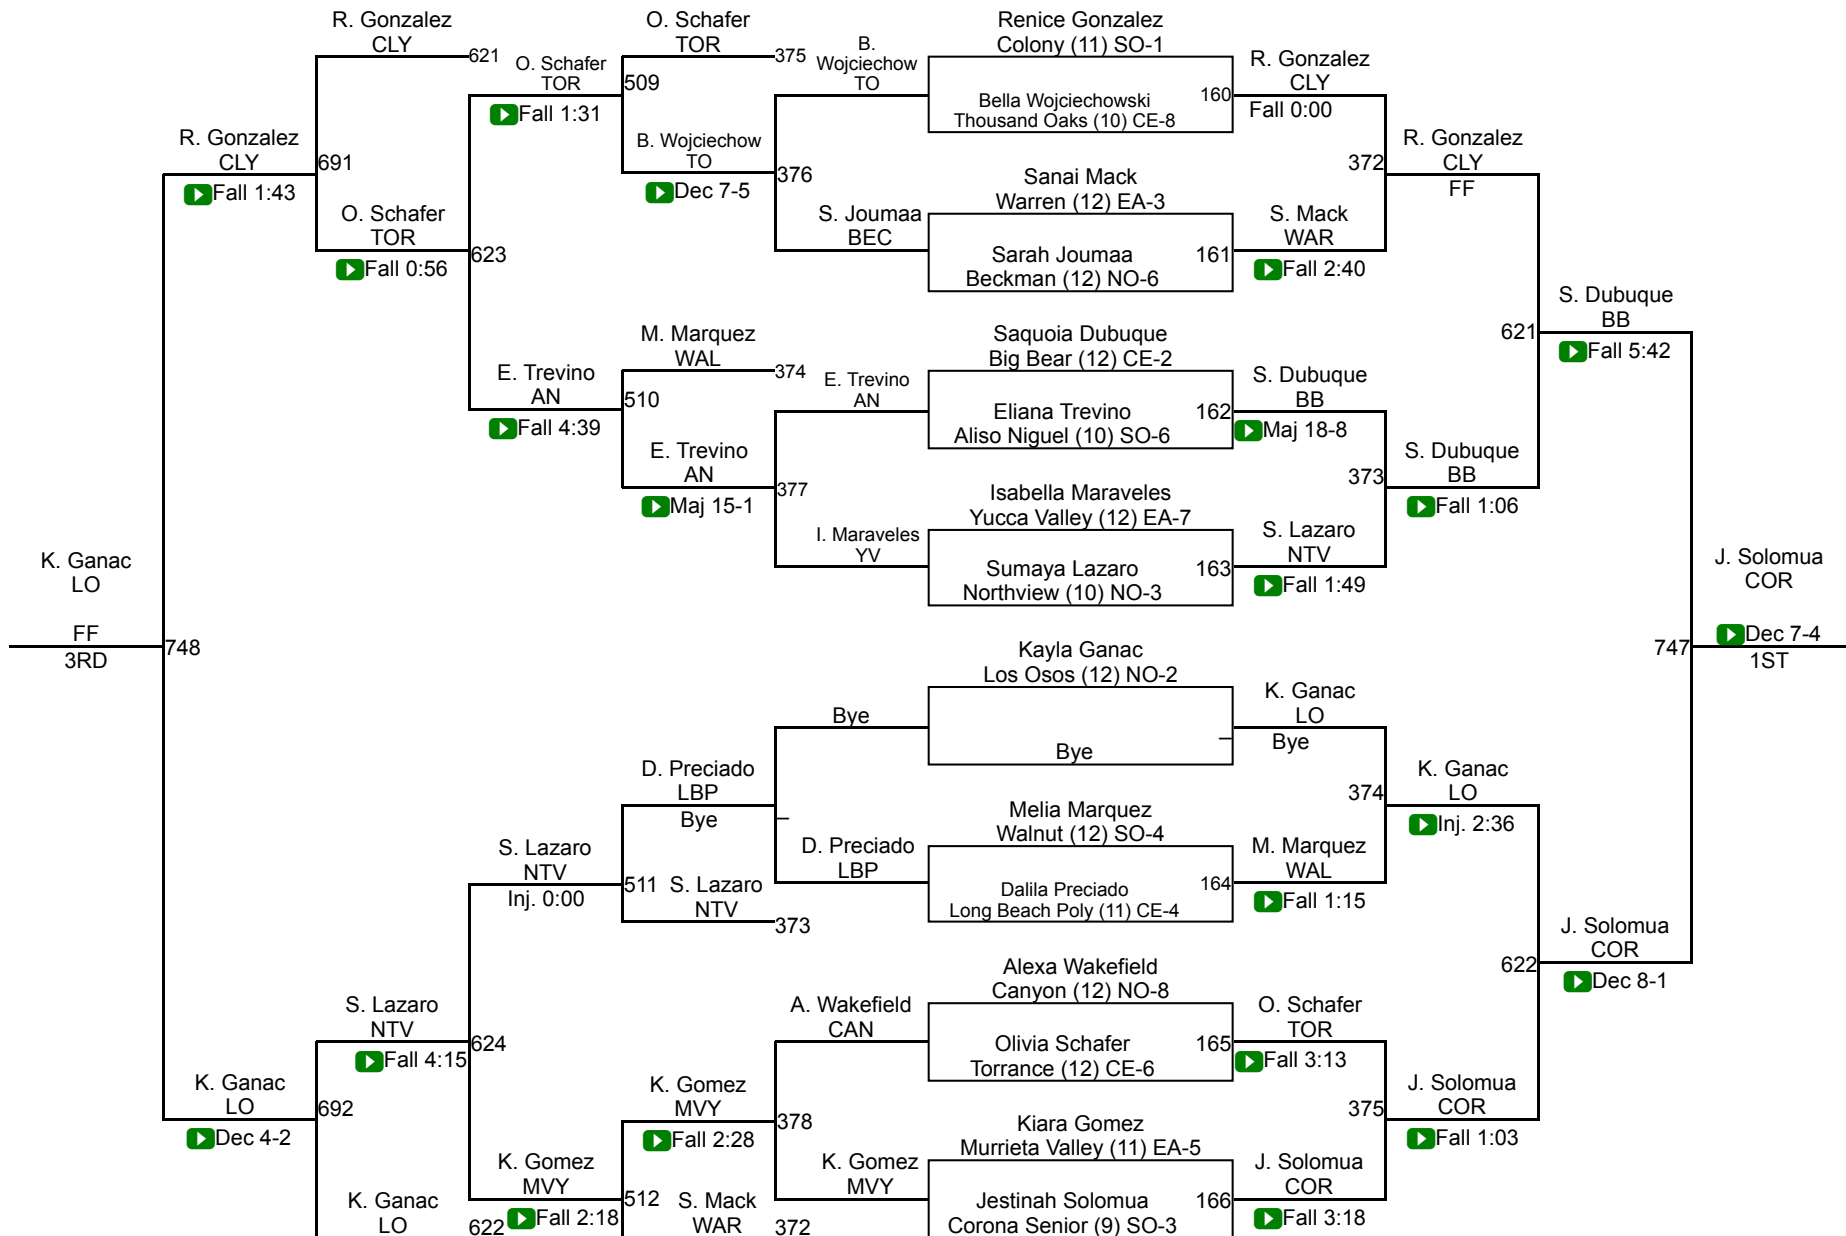 R. Gonzalez
CLY
621
R. Gonzalez
CLY
Fall 1:43
691
O. Schafer
TOR
Fall 0:56
623
O. Schafer
TOR
Fall 1:31
509
O. Schafer
TOR
375
B. Wojciechow
TO
Dec 7-5
376
B.
Wojciechow
TO
S. Joumaa
BEC
Renice Gonzalez
Colony (11) SO-1
Bella Wojciechowski
Thousand Oaks (10) CE-8
160
Sanai Mack
Warren (12) EA-3
Sarah Joumaa
Beckman (12) NO-6
161
R. Gonzalez
CLY
Fall 0:00
S. Mack
WAR
Fall 2:40
372
R. Gonzalez
CLY
FF
E. Trevino
AN
Fall 4:39
510
M. Marquez
WAL
374
E. Trevino
AN
Maj 15-1
377
E. Trevino
AN
I. Maraveles
YV
Saquoia Dubuque
Big Bear (12) CE-2
Eliana Trevino
Aliso Niguel (10) SO-6
162
Isabella Maraveles
Yucca Valley (12) EA-7
Sumaya Lazaro
Northview (10) NO-3
163
S. Dubuque
BB
Maj 18-8
S. Lazaro
NTV
Fall 1:49
373
S. Dubuque
BB
Fall 1:06
621
S. Dubuque
BB
Fall 5:42
K. Ganac
LO
FF
3RD
748
747
J. Solomua
COR
Dec 7-4
1ST
Kayla Ganac
Los Osos (12) NO-2
Bye
Bye
K. Ganac
LO
Bye
Melia Marquez
Walnut (12) SO-4
Dalila Preciado
Long Beach Poly (11) CE-4
164
D. Preciado
LBP
Bye
D. Preciado
LBP
M. Marquez
WAL
Fall 1:15
374
K. Ganac
LO
Inj. 2:36
S. Lazaro
NTV
Inj. 0:00
511
S. Lazaro
NTV
373
622
J. Solomua
COR
Dec 8-1
S. Lazaro
NTV
Fall 4:15
624
K. Ganac
LO
Dec 4-2
692
K. Ganac
LO
622
K. Gomez
MVY
Fall 2:18
512
K. Gomez
MVY
Fall 2:28
378
S. Mack
WAR
372
A. Wakefield
CAN
K. Gomez
MVY
Alexa Wakefield
Canyon (12) NO-8
Olivia Schafer
Torrance (12) CE-6
165
Kiara Gomez
Murrieta Valley (11) EA-5
Jestinah Solomua
Corona Senior (9) SO-3
166
O. Schafer
TOR
Fall 3:13
J. Solomua
COR
Fall 3:18
375
J. Solomua
COR
Fall 1:03